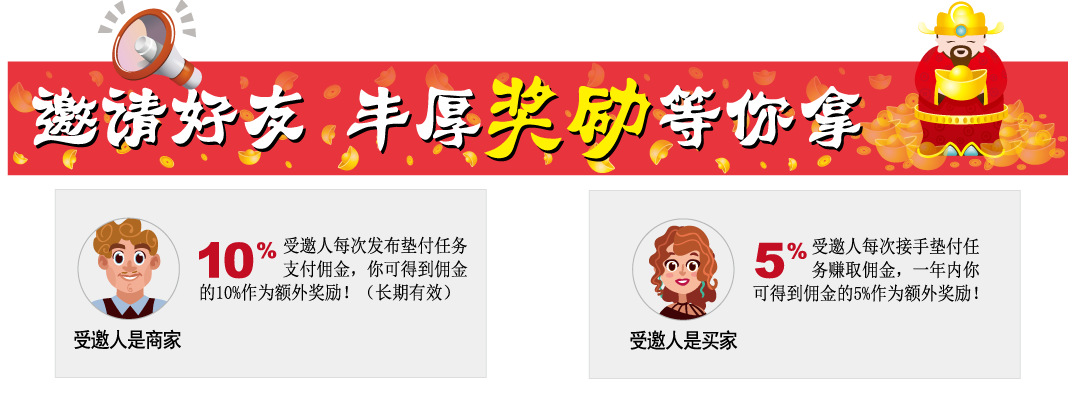 邀请好友 丰厚奖励等你拿
10%
受邀人每次发布垫付任务
支付佣金，你可得到佣金
的10%作为额外奖励！（长期有效）
受邀人是商家
5%
受邀人每次接手垫付任
务赚取佣金，一年内你
可得到佣金的5%作为额外奖励！
受邀人是买家